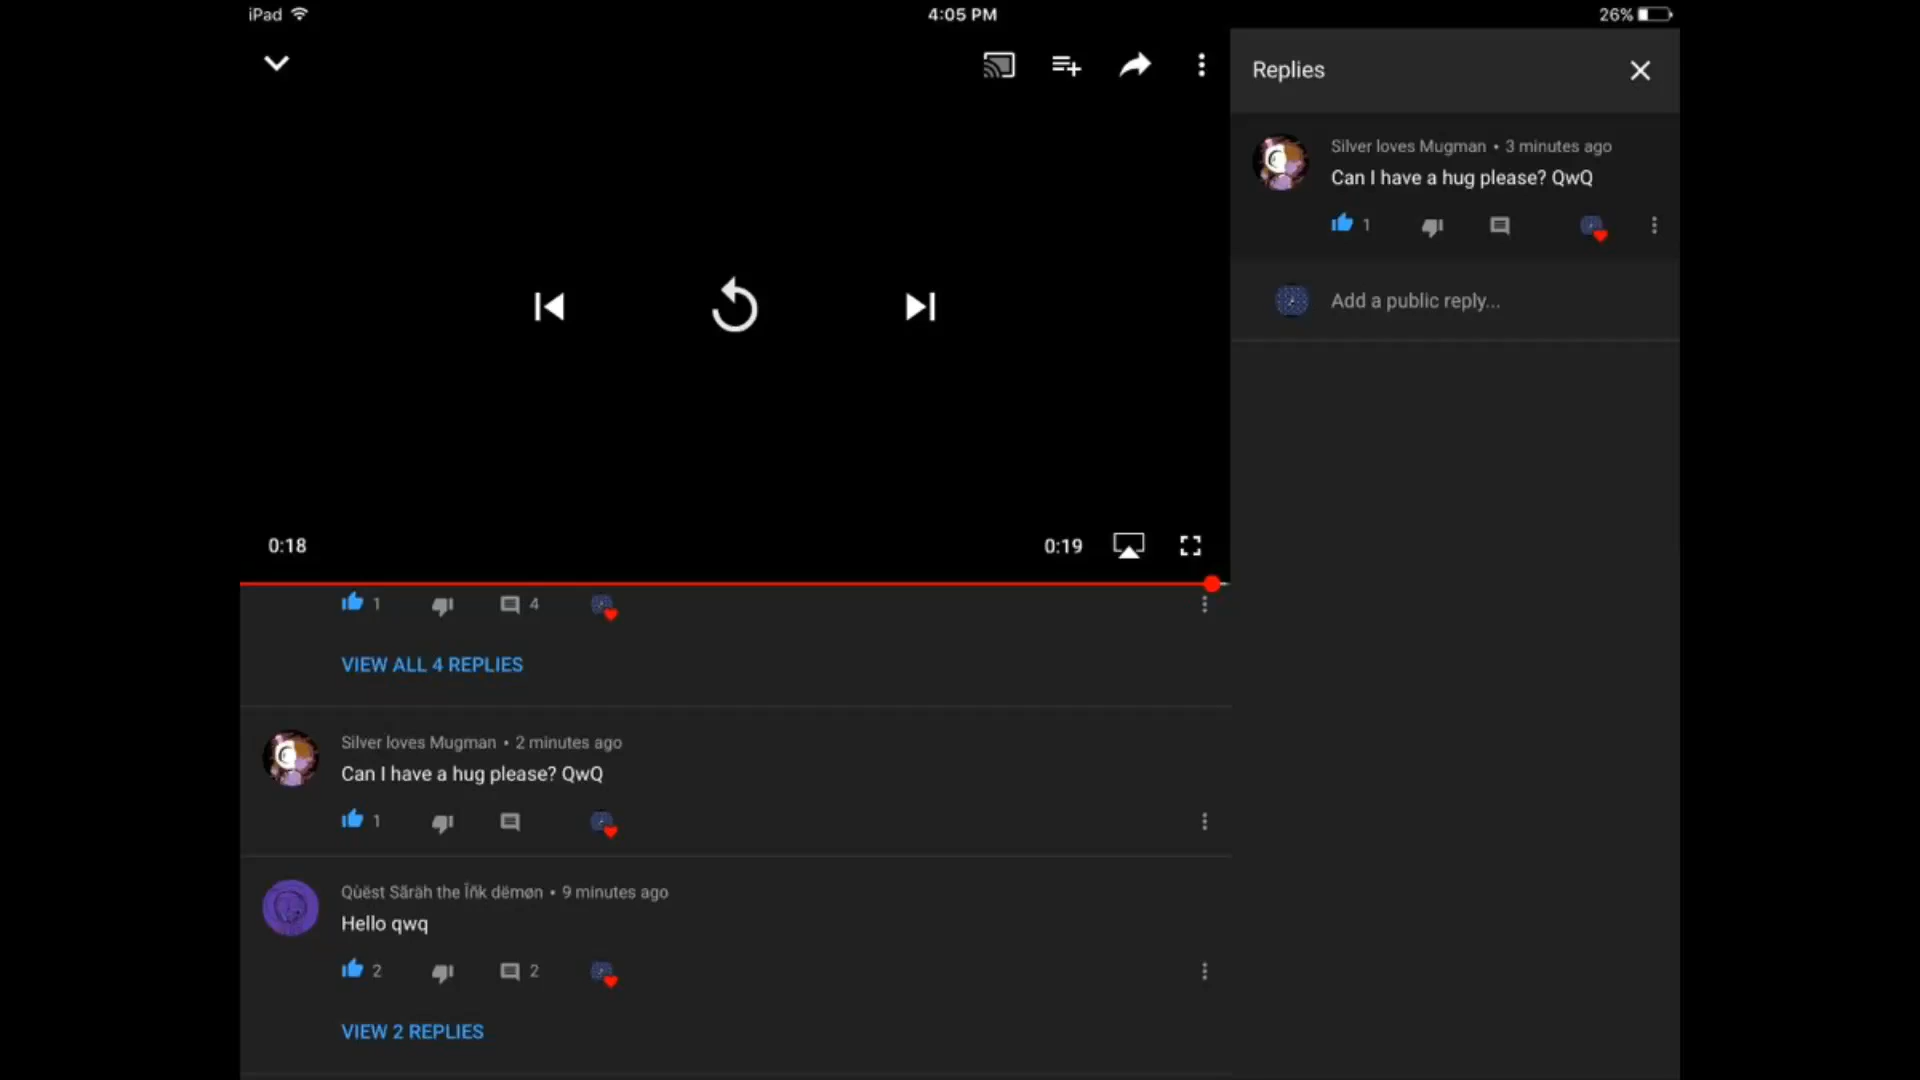 iPad
4:05 PM
26%
Replies
Silver loves Mugman • 3 minutes ago
Can I have a hug please? QwQ
1
Add a public reply...
0:18
0:19
1
4
VIEW ALL 4 REPLIES
Silver loves Mugman • 2 minutes ago
Can I have a hug please? QwQ
1
Qùëst Sãräh the Ïñk dëmøn • 9 minutes ago
Hello qwq
2
2
VIEW 2 REPLIES